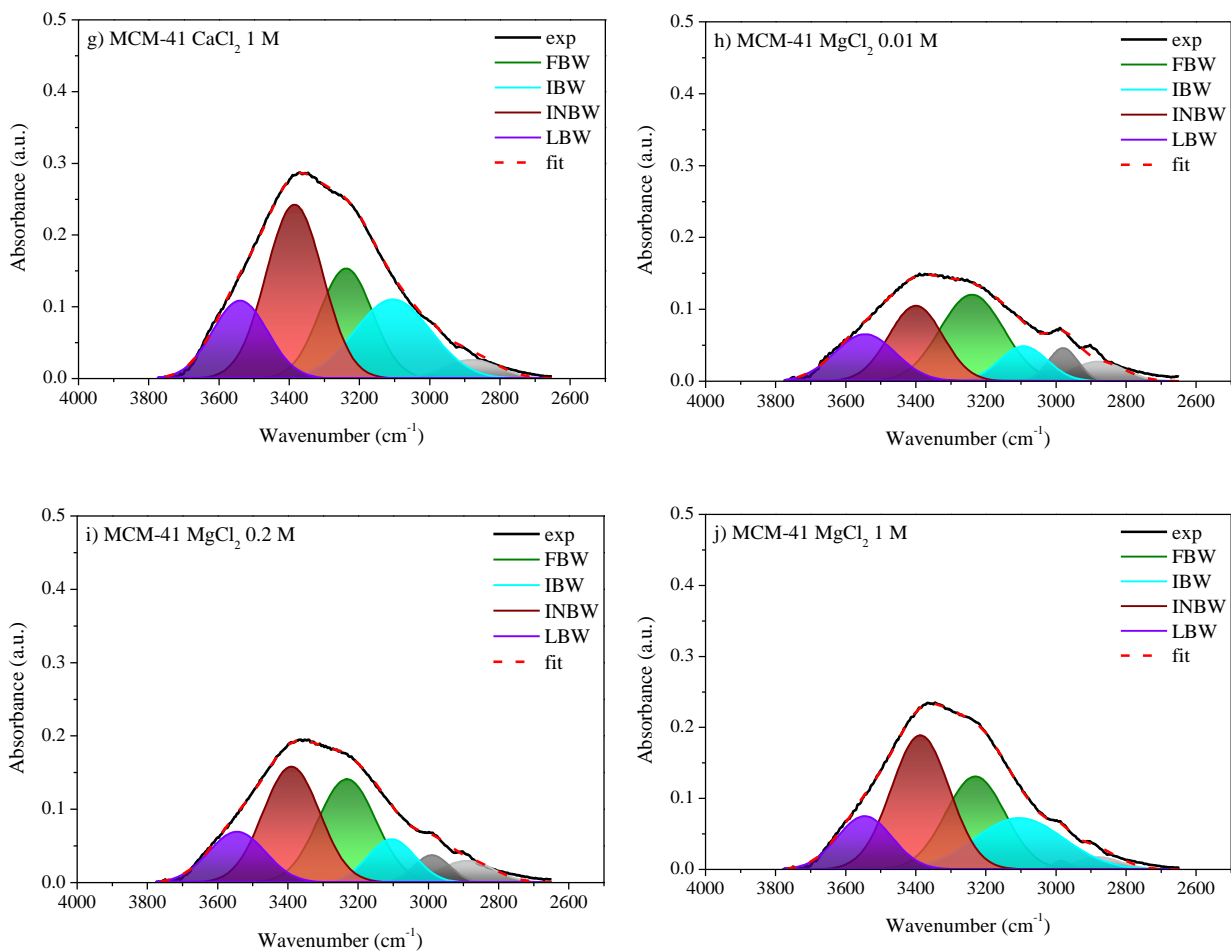 g) MCM-41 CaCl₂ 1 M
exp
FBW
IBW
INBW
LBW
fit
0.5
0.4
0.3
0.2
0.1
0.0
Absorbance (a.u.)
4000 3800 3600 3400 3200 3000 2800 2600
Wavenumber (cm⁻¹)
h) MCM-41 MgCl₂ 0.01 M
exp
FBW
IBW
INBW
LBW
fit
0.5
0.4
0.3
0.2
0.1
0.0
Absorbance (a.u.)
4000 3800 3600 3400 3200 3000 2800 2600
Wavenumber (cm⁻¹)
i) MCM-41 MgCl₂ 0.2 M
exp
FBW
IBW
INBW
LBW
fit
0.5
0.4
0.3
0.2
0.1
0.0
Absorbance (a.u.)
4000 3800 3600 3400 3200 3000 2800 2600
Wavenumber (cm⁻¹)
j) MCM-41 MgCl₂ 1 M
exp
FBW
IBW
INBW
LBW
fit
0.5
0.4
0.3
0.2
0.1
0.0
Absorbance (a.u.)
4000 3800 3600 3400 3200 3000 2800 2600
Wavenumber (cm⁻¹)